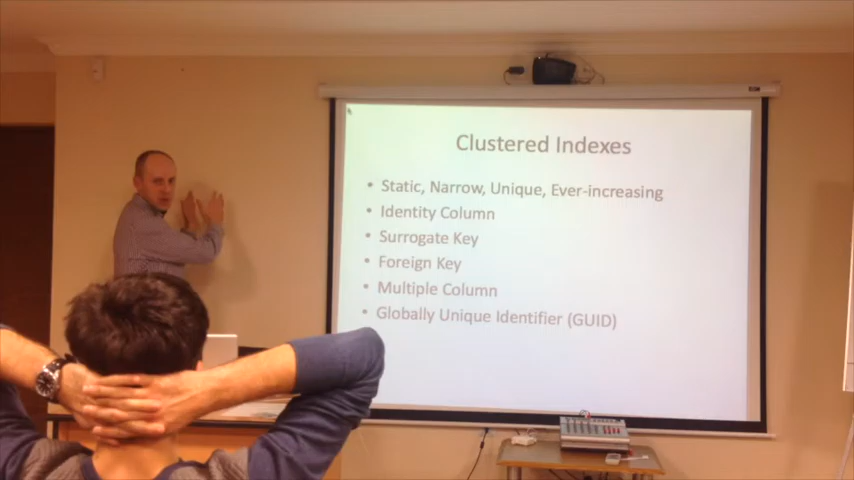 Clustered Indexes
• Static, Narrow, Unique, Ever-increasing
• Identity Column
• Surrogate Key
• Foreign Key
• Multiple Column
• Globally Unique Identifier (GUID)